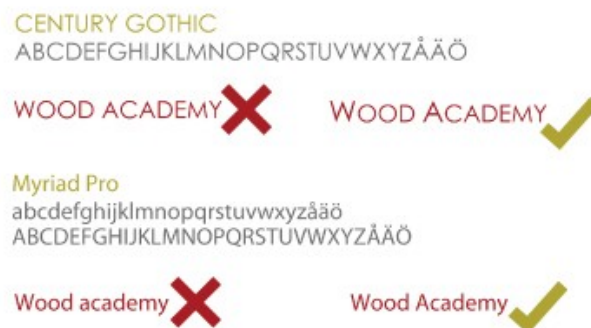 CENTURY GOTHIC
ABCDEFGHIJKLMNOPQRSTUVWXYZÅÄÖ
WOOD ACADEMY WOOD ACADEMY
Myriad Pro
abcdefghijklmnopqrstuvwxyzåäö
ABCDEFGHIJKLMNOPQRSTUVWXYZÅÄÖ
Wood academy Wood Academy